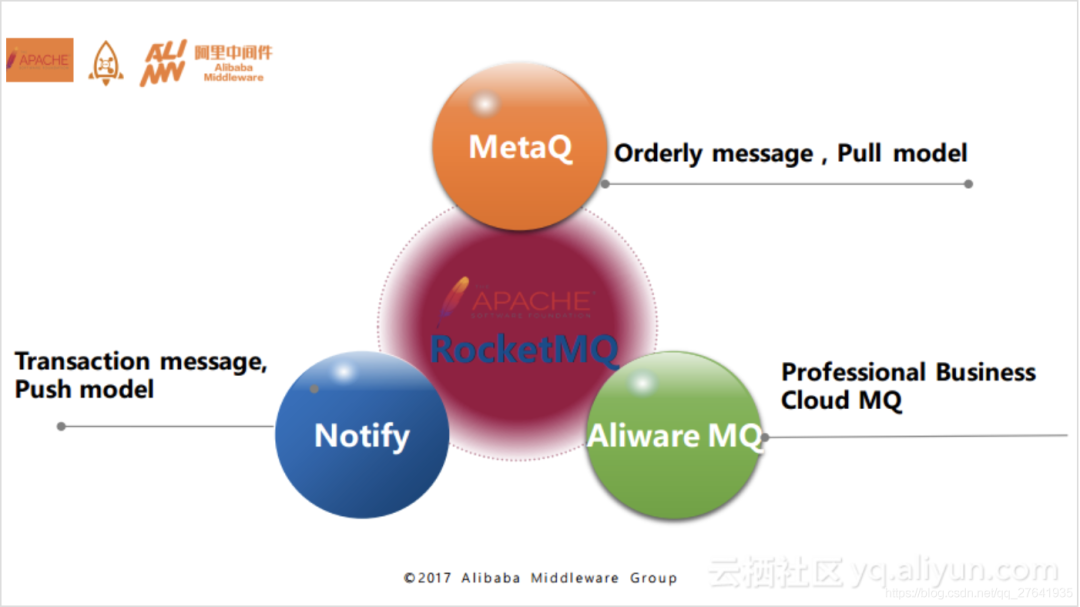 APACHE
ALI
MW
阿里中间件
Alibaba
Middleware
MetaQ
Orderly message , Pull model
APACHE
SOFTWARE FOUNDATION
RocketMQ
Transaction message,
Push model
Notify
Aliware MQ
Professional Business
Cloud MQ
©2017 Alibaba Middleware Group
云栖社区 yq.aliyun.com
https://blog.csdn.net/qq_27641935